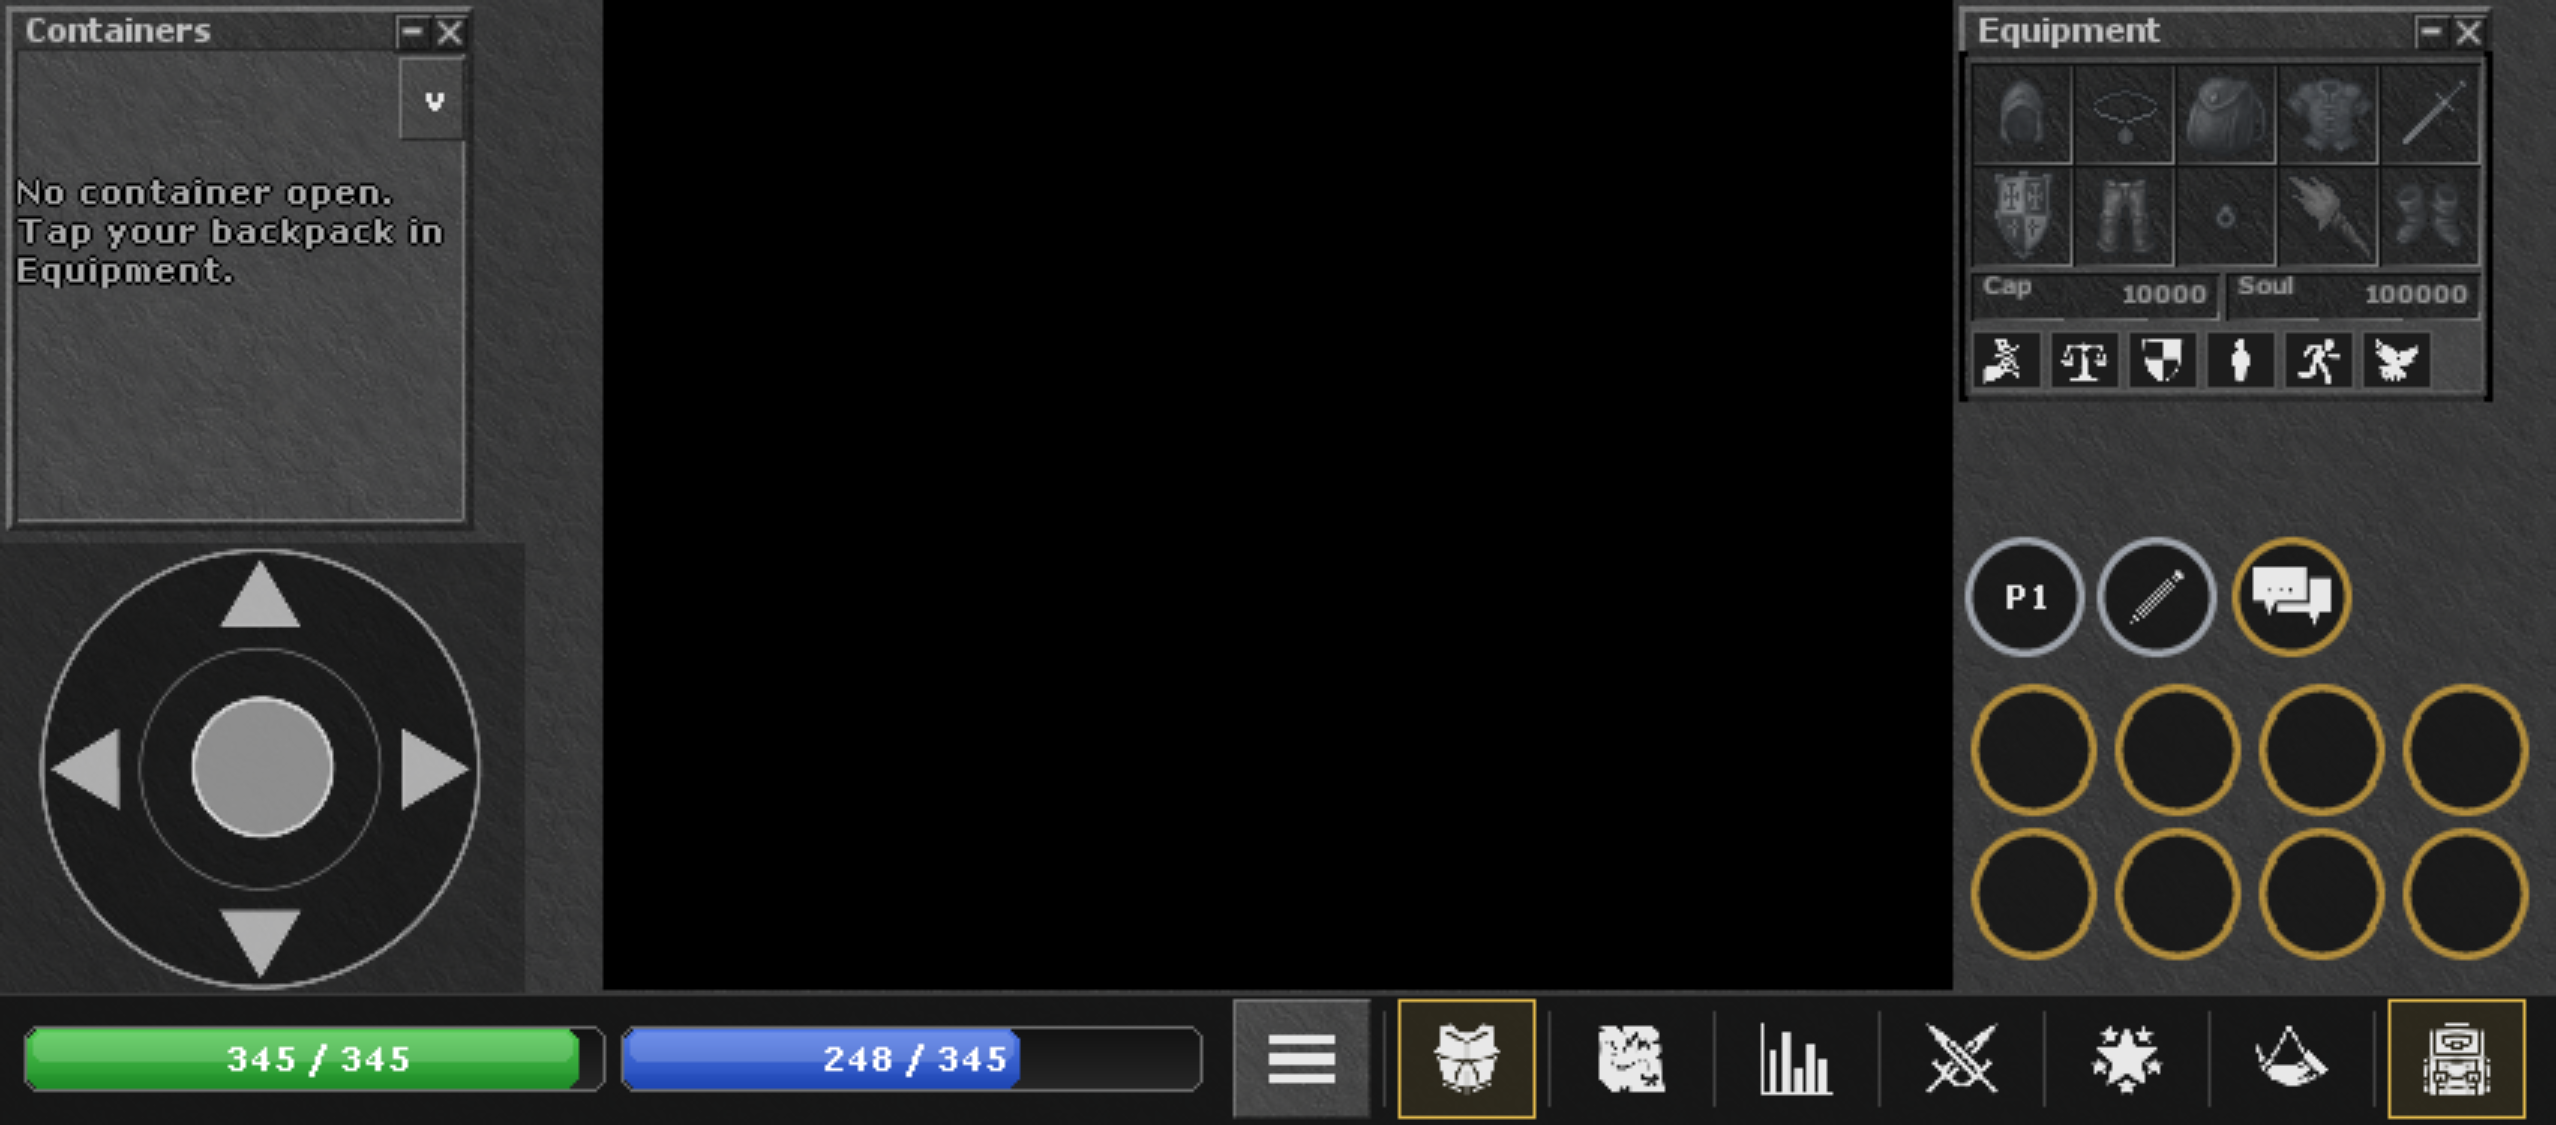 Containers
v
No container open.
Tap your backpack in
Equipment.
Equipment
Cap 10000 Soul 100000
P1
345 / 345
248 / 345